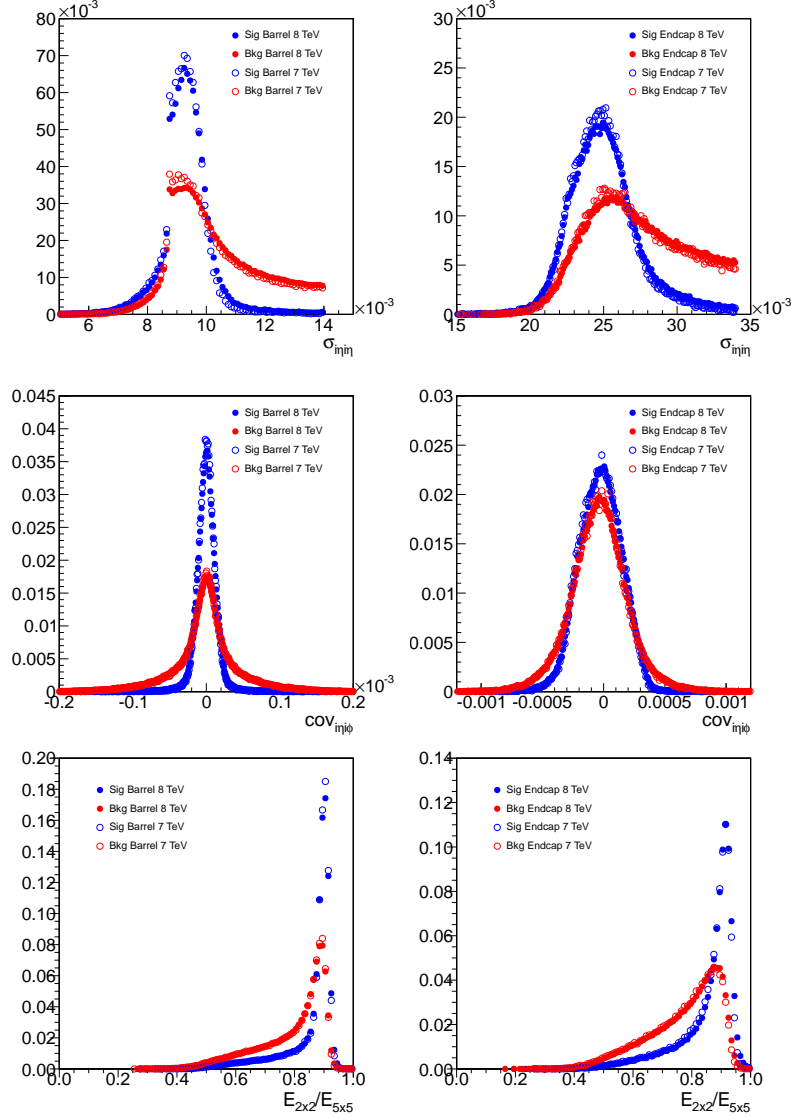 ×10⁻³
80
70
60
50
40
30
20
10
0
6 8 10 12 14
×10⁻³
σ_iηiη
Sig Barrel 8 TeV
Bkg Barrel 8 TeV
Sig Barrel 7 TeV
Bkg Barrel 7 TeV
×10⁻³
30
25
20
15
10
5
0
15 20 25 30 35
×10⁻³
σ_iηiη
Sig Endcap 8 TeV
Bkg Endcap 8 TeV
Sig Endcap 7 TeV
Bkg Endcap 7 TeV
0.045
0.04
0.035
0.03
0.025
0.02
0.015
0.01
0.005
0
-0.2 -0.1 0 0.1 0.2
×10⁻³
cov_iηiϕ
Sig Barrel 8 TeV
Bkg Barrel 8 TeV
Sig Barrel 7 TeV
Bkg Barrel 7 TeV
0.03
0.025
0.02
0.015
0.01
0.005
0
-0.001 -0.0005 0 0.0005 0.001
cov_iηiϕ
Sig Endcap 8 TeV
Bkg Endcap 8 TeV
Sig Endcap 7 TeV
Bkg Endcap 7 TeV
0.20
0.18
0.16
0.14
0.12
0.10
0.08
0.06
0.04
0.02
0.00
0.0 0.2 0.4 0.6 0.8 1.0
E_2x2/E_5x5
Sig Barrel 8 TeV
Bkg Barrel 8 TeV
Sig Barrel 7 TeV
Bkg Barrel 7 TeV
0.14
0.12
0.10
0.08
0.06
0.04
0.02
0.00
0.0 0.2 0.4 0.6 0.8 1.0
E_2x2/E_5x5
Sig Endcap 8 TeV
Bkg Endcap 8 TeV
Sig Endcap 7 TeV
Bkg Endcap 7 TeV